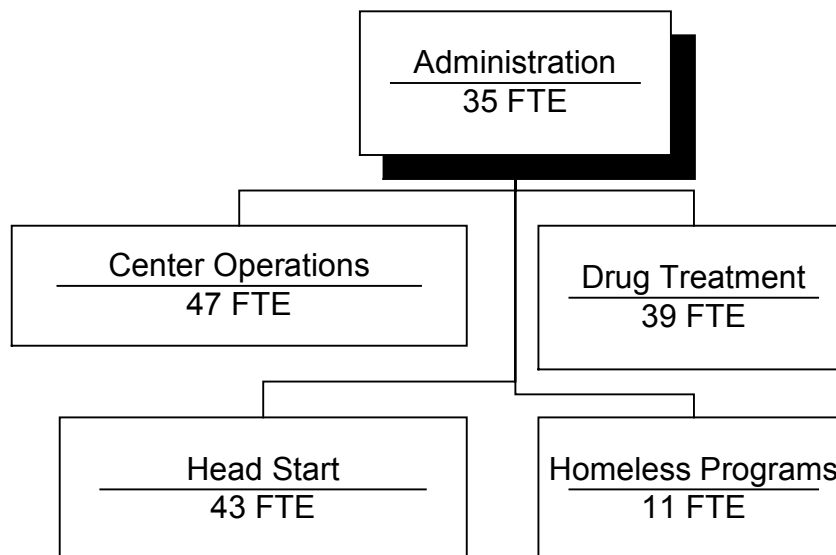 Administration
35 FTE
Center Operations
47 FTE
Drug Treatment
39 FTE
Head Start
43 FTE
Homeless Programs
11 FTE